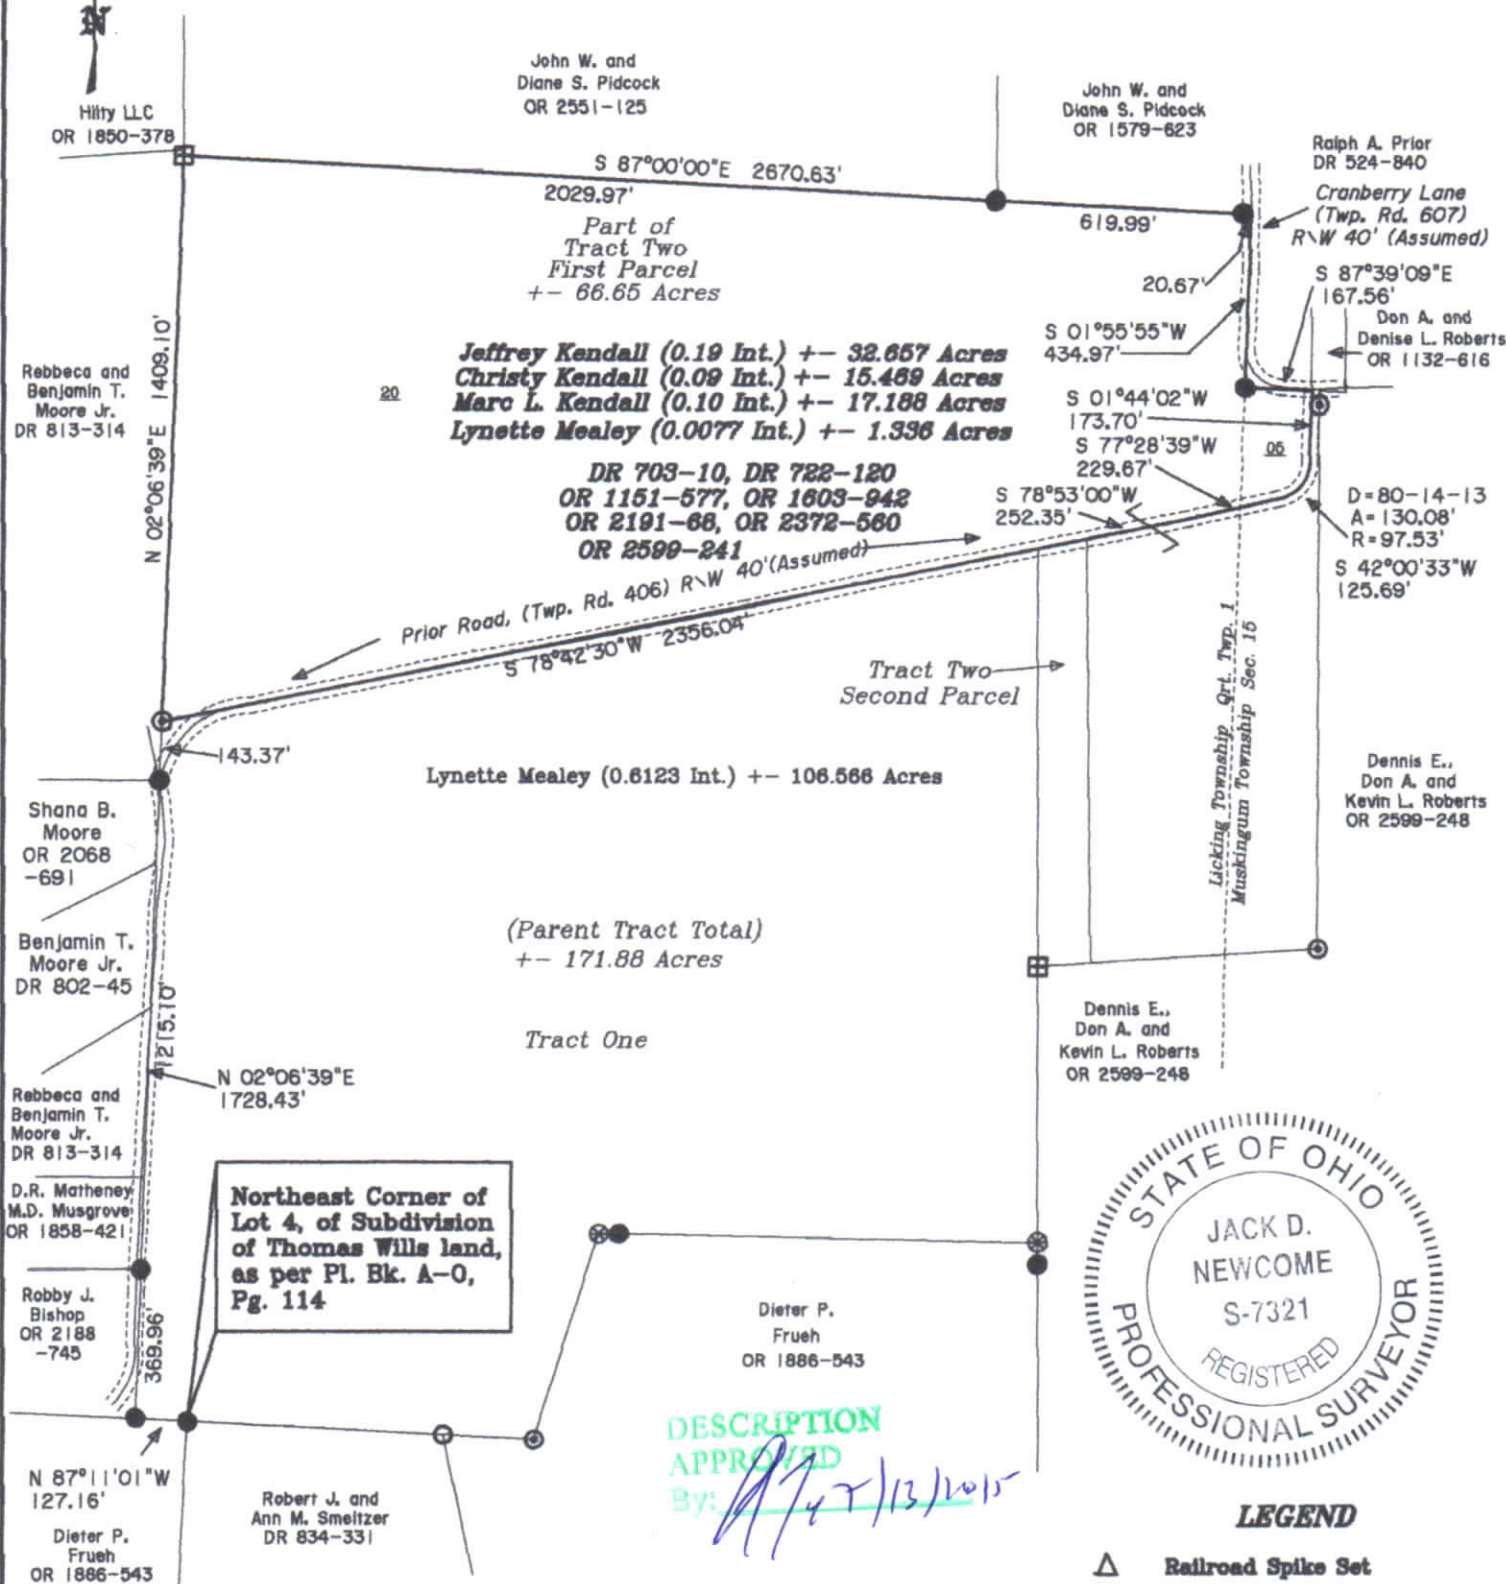 N
Hilty LLC
OR 1850-378
John W. and
Diane S. Pidcock
OR 2551-125
John W. and
Diane S. Pidcock
OR 1579-623
Ralph A. Prior
DR 524-840
Cranberry Lane
(Twp. Rd. 607)
R\W 40' (Assumed)
S 87°00'00"E 2670.63'
2029.97'
619.99'
20.67'
Part of
Tract Two
First Parcel
+- 66.65 Acres
S 87°39'09"E
167.56'
Don A. and
Denise L. Roberts
OR 1132-616
S 01°55'55"W
434.97'
Rebbeca and
Benjamin T.
Moore Jr.
DR 813-314
N 02°06'39"E 1409.10'
20
Jeffrey Kendall (0.19 Int.) +- 32.657 Acres
Christy Kendall (0.09 Int.) +- 15.469 Acres
Marc L. Kendall (0.10 Int.) +- 17.188 Acres
Lynette Mealey (0.0077 Int.) +- 1.336 Acres
DR 703-10, DR 722-120
OR 1151-577, OR 1603-942
OR 2191-68, OR 2372-560
OR 2599-241
S 01°44'02"W
173.70'
S 77°28'39"W
229.67'
05
S 78°53'00"W
252.35'
D=80-14-13
A=130.08'
R=97.53'
S 42°00'33"W
125.69'
Prior Road, (Twp. Rd. 406) R\W 40'(Assumed)
S 78°42'30"W 2356.04'
Tract Two
Second Parcel
Licking Township Qrt. Twp. 1
Muskingum Township Sec. 15
143.37'
Lynette Mealey (0.6123 Int.) +- 106.566 Acres
Dennis E.,
Don A. and
Kevin L. Roberts
OR 2599-248
Shana B.
Moore
OR 2068
-691
(Parent Tract Total)
+- 171.88 Acres
Benjamin T.
Moore Jr.
DR 802-45
1215.10'
Tract One
Dennis E.,
Don A. and
Kevin L. Roberts
OR 2599-248
N 02°06'39"E
1728.43'
Rebbeca and
Benjamin T.
Moore Jr.
DR 813-314
D.R. Matheney
M.D. Musgrove
OR 1858-421
Northeast Corner of
Lot 4, of Subdivision
of Thomas Wills land,
as per Pl. Bk. A-0,
Pg. 114
STATE OF OHIO
JACK D.
NEWCOME
S-7321
REGISTERED
PROFESSIONAL SURVEYOR
Robby J.
Bishop
OR 2188
-745
369.96'
Dieter P.
Frueh
OR 1886-543
DESCRIPTION
APPROVED
By:
/13/2015
N 87°11'01"W
127.16'
Robert J. and
Ann M. Smeltzer
DR 834-331
Dieter P.
Frueh
OR 1886-543
LEGEND
Railroad Spike Set